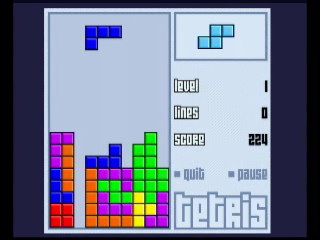 level 1
lines 0
score 224
quit pause
tetris